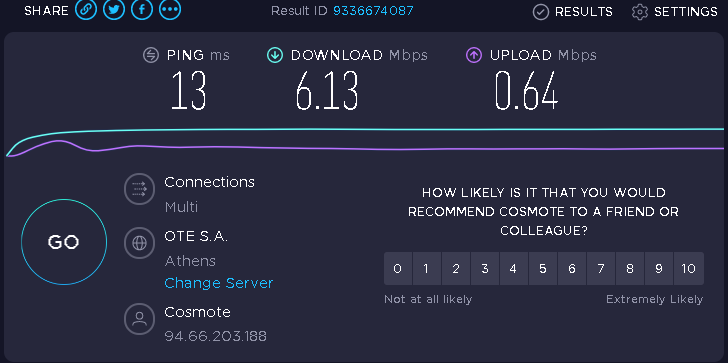 SHARE Result ID 9336674087 RESULTS SETTINGS
PING ms DOWNLOAD Mbps UPLOAD Mbps
13 6.13 0.64
Connections
Multi
GO
OTE S.A.
Athens
Change Server
Cosmote
94.66.203.188
HOW LIKELY IS IT THAT YOU WOULD
RECOMMEND COSMOTE TO A FRIEND OR
COLLEAGUE?
0 1 2 3 4 5 6 7 8 9 10
Not at all likely Extremely Likely